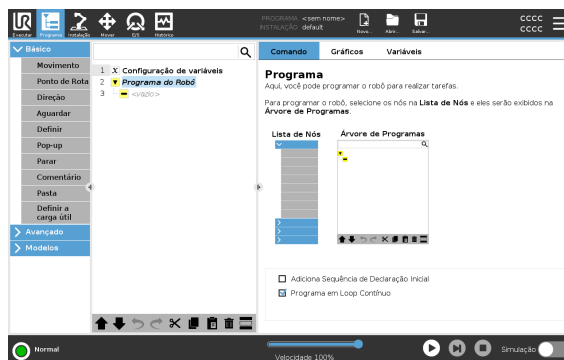 PROGRAMA <sem nome>
INSTALAÇÃO default
cccc
cccc
Executar Programa Instalação Mover E/S Histórico
Novo... Abrir... Salvar...
Básico
Movimento
Ponto de Rota
Direção
Aguardar
Definir
Pop-up
Parar
Comentário
Pasta
Definir a
carga útil
Avançado
Modelos
1 X Configuração de variáveis
2 Programa do Robô
3 <vazio>
Comando Gráficos Variáveis
Programa
Aqui, você pode programar o robô para realizar tarefas.
Para programar o robô, selecione os nós na Lista de Nós e eles serão exibidos na
Árvore de Programas.
Lista de Nós Árvore de Programas
Adiciona Sequência de Declaração Inicial
Programa em Loop Contínuo
Normal
Velocidade 100%
Simulação